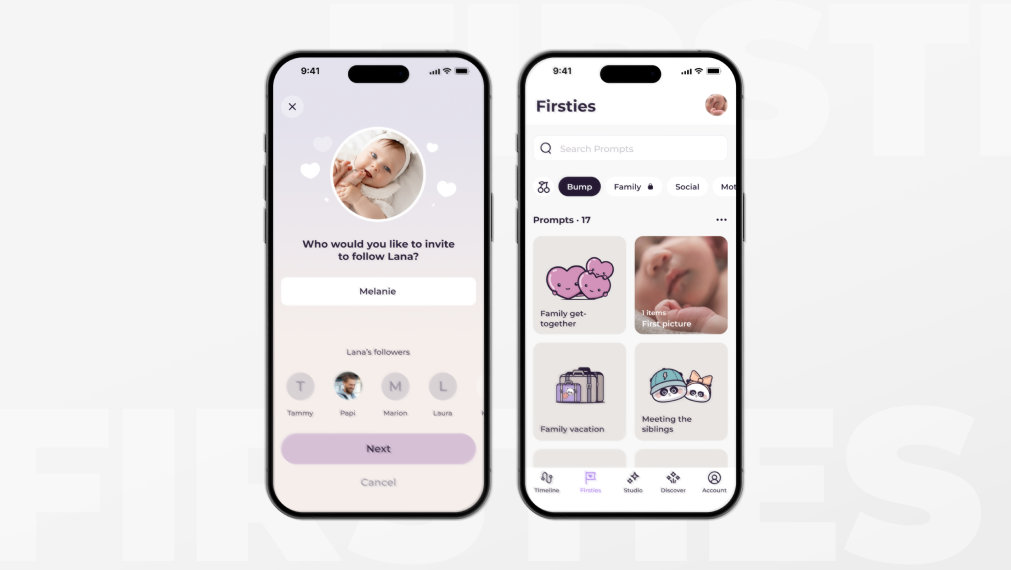 FIRSTI
FIRSTIES
9:41
Who would you like to invite
to follow Lana?
Melanie
Lana's followers
T
M
L
Tammy
Papi
Marion
Laura
Next
Cancel
9:41
Firsties
Search Prompts
Bump
Family
Social
Mot
Prompts · 17
Family get-
together
1 items
First picture
Family vacation
Meeting the
siblings
Timeline
Firsties
Studio
Discover
Account